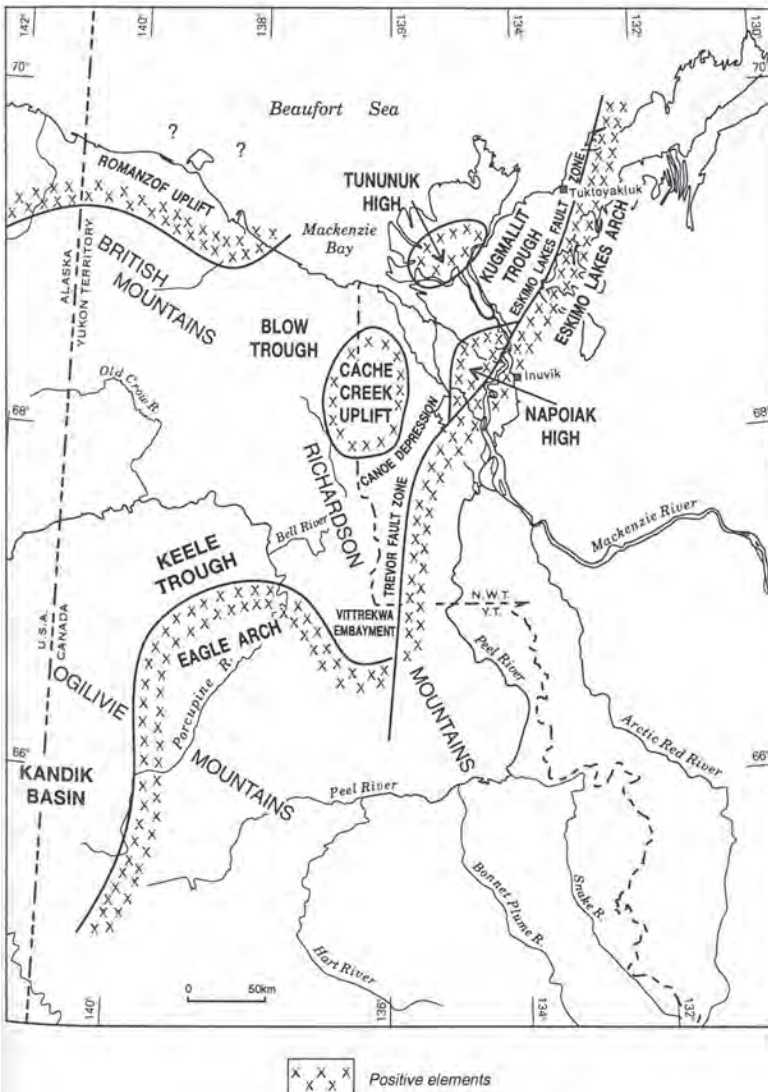 142°
140°
138°
136°
134°
132°
130°
70°
70°
Beaufort Sea
?
?
ROMANZOF UPLIFT
TUNUNUK
HIGH
Tuktoyakluk
Mackenzie
Bay
KUGMALLIT
TROUGH
ESKIMO LAKES FAULT ZONE
ESKIMO LAKES ARCH
ALASKA
YUKON TERRITORY
BRITISH
MOUNTAINS
BLOW
TROUGH
CACHE
CREEK
UPLIFT
Inuvik
NAPOIAK
HIGH
Old Crow R.
68°
68°
CANOE DEPRESSION
RICHARDSON
MOUNTAINS
Bell River
TREVOR FAULT ZONE
Mackenzie River
KEELE
TROUGH
N.W.T.
Y.T.
VITTREKWA
EMBAYMENT
U.S.A.
CANADA
EAGLE ARCH
Peel River
OGILIVIE
MOUNTAINS
Porcupine R.
Arctic Red River
66°
66°
KANDIK
BASIN
Peel River
Bonnet Plume R.
Snake R.
Hart River
0 50km
140°
136°
134°
132°
Positive elements